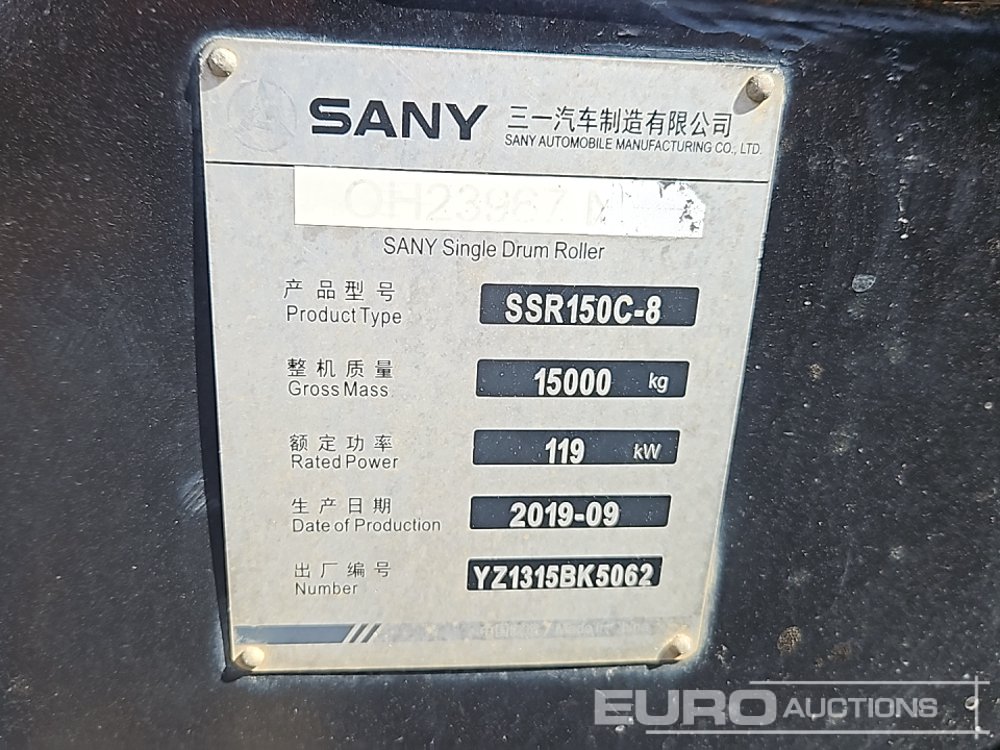 SANY 三一汽车制造有限公司
SANY AUTOMOBILE MANUFACTURING CO., LTD.
SANY Single Drum Roller
产品型号
Product Type
SSR150C-8
整机质量
Gross Mass
15000 kg
额定功率
Rated Power
119 kW
生产日期
Date of Production
2019-09
出厂编号
Number
YZ1315BK5062
EURO AUCTIONS